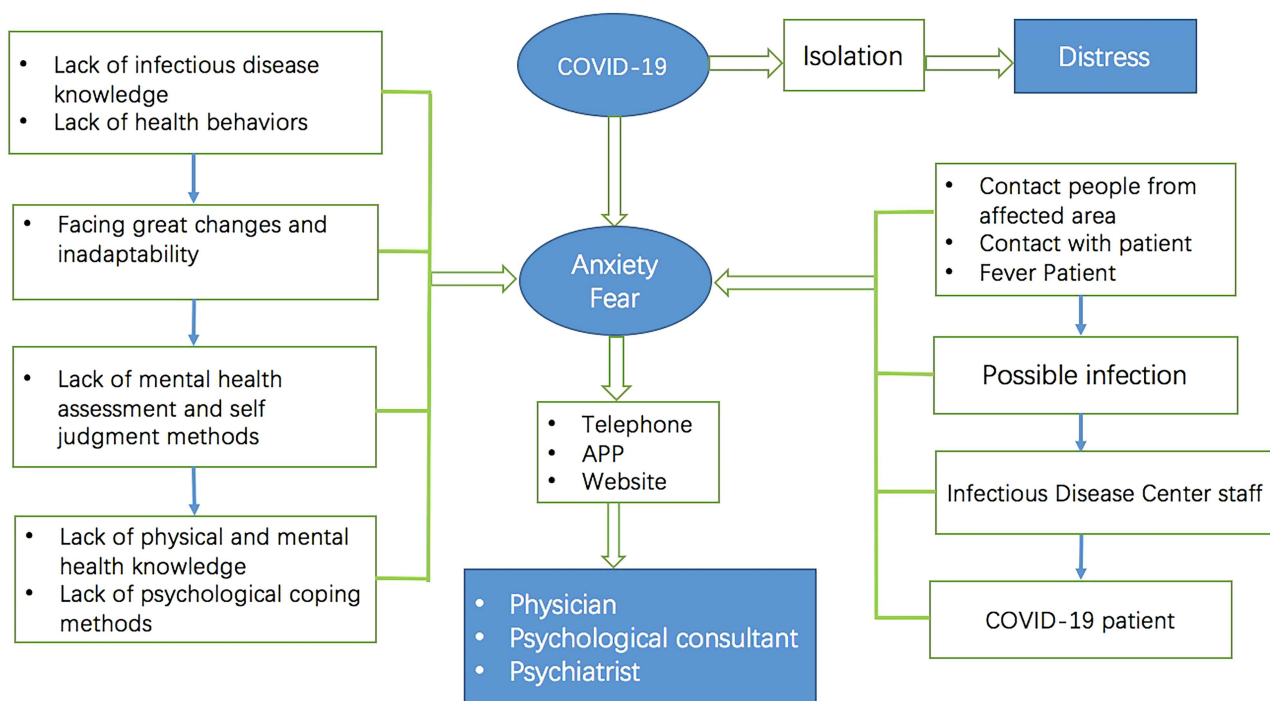 • Lack of infectious disease
knowledge
• Lack of health behaviors
• Facing great changes and
inadaptability
• Lack of mental health
assessment and self
judgment methods
• Lack of physical and mental
health knowledge
• Lack of psychological coping
methods
COVID-19
Isolation
Distress
Anxiety
Fear
• Telephone
• APP
• Website
• Physician
• Psychological consultant
• Psychiatrist
• Contact people from
affected area
• Contact with patient
• Fever Patient
Possible infection
Infectious Disease Center staff
COVID-19 patient